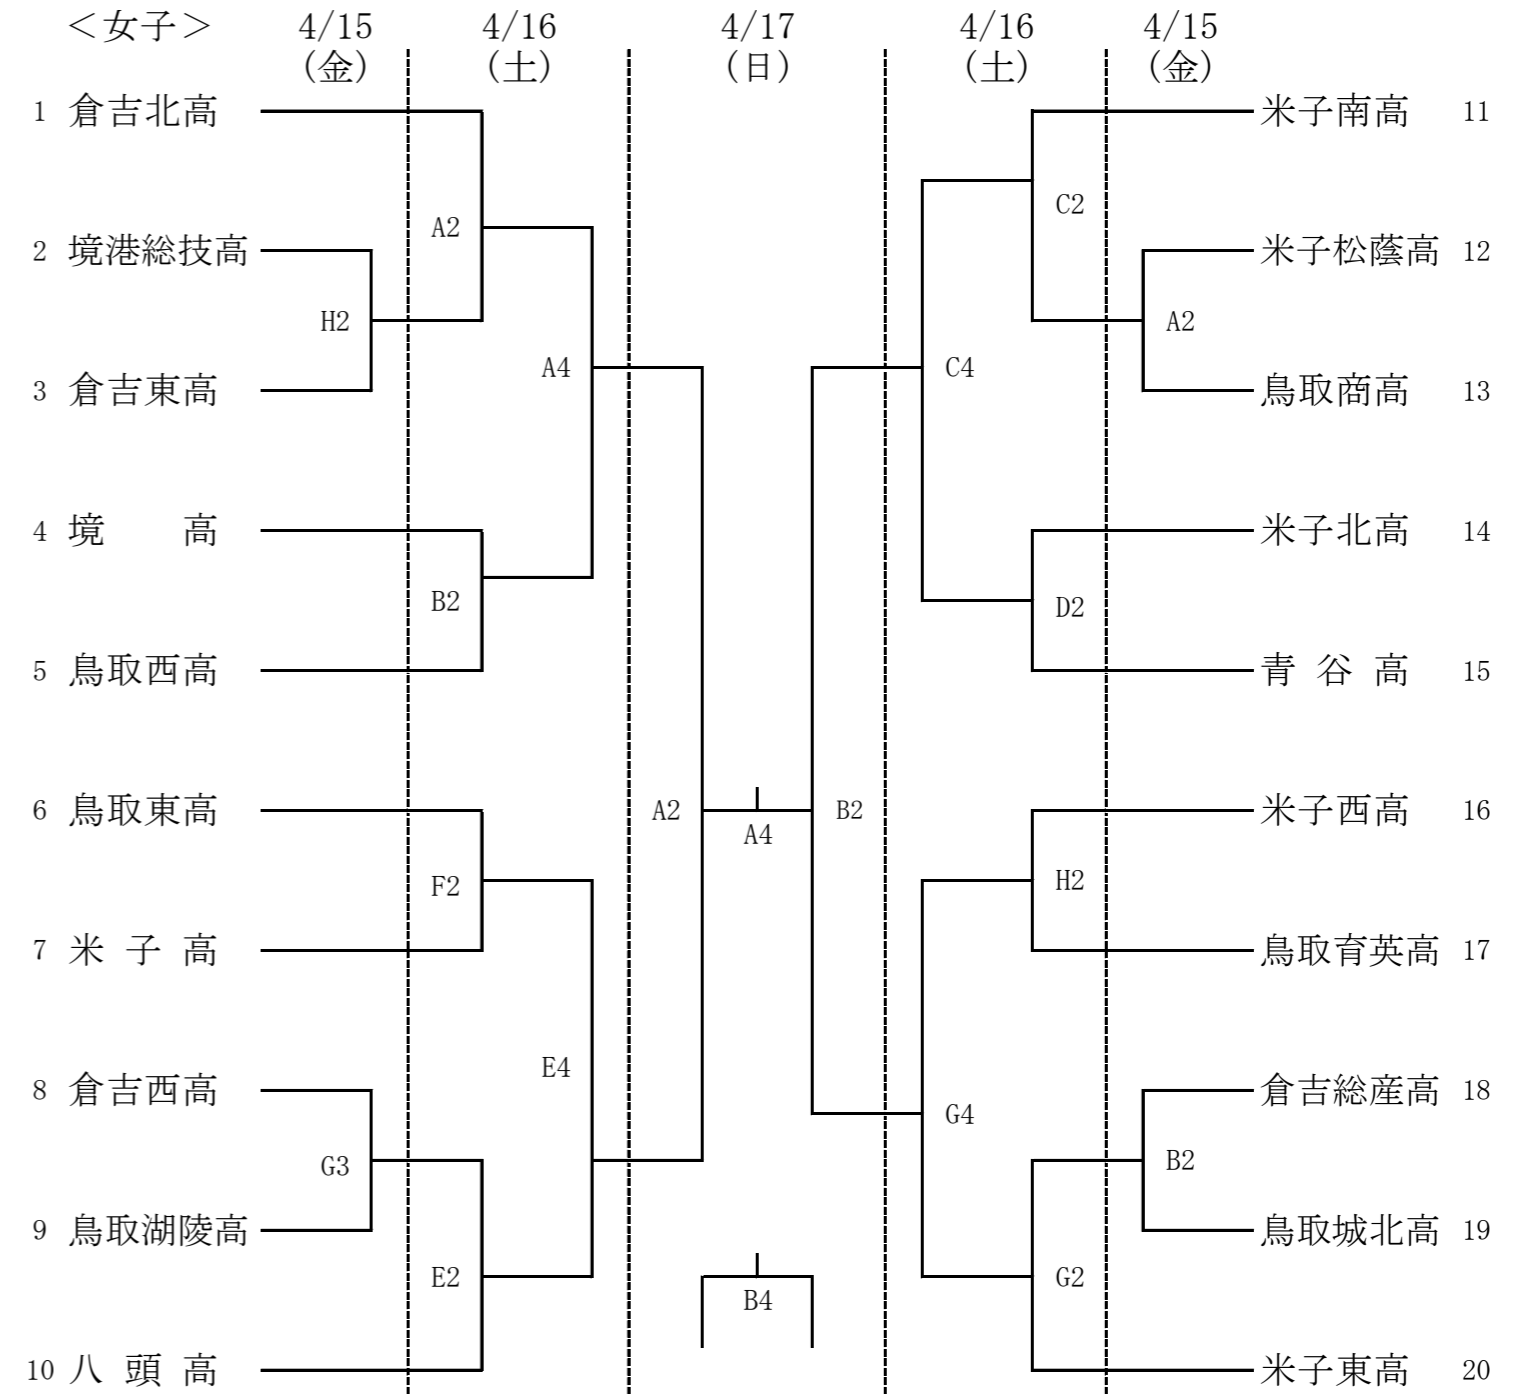 ＜女子＞ 4/15 4/16 4/17 4/16 4/15
(金) (土) (日) (土) (金)
1 倉吉北高 米子南高 11
C2
A2
2 境港総技高 米子松蔭高 12
H2 A2
A4 C4
3 倉吉東高 鳥取商高 13
4 境 高 米子北高 14
B2 D2
5 鳥取西高 青 谷 高 15
6 鳥取東高 A2 B2 米子西高 16
A4
F2 H2
7 米 子 高 鳥取育英高 17
E4
8 倉吉西高 倉吉総産高 18
G4
G3 B2
9 鳥取湖陵高 鳥取城北高 19
E2 G2
B4
10 八 頭 高 米子東高 20